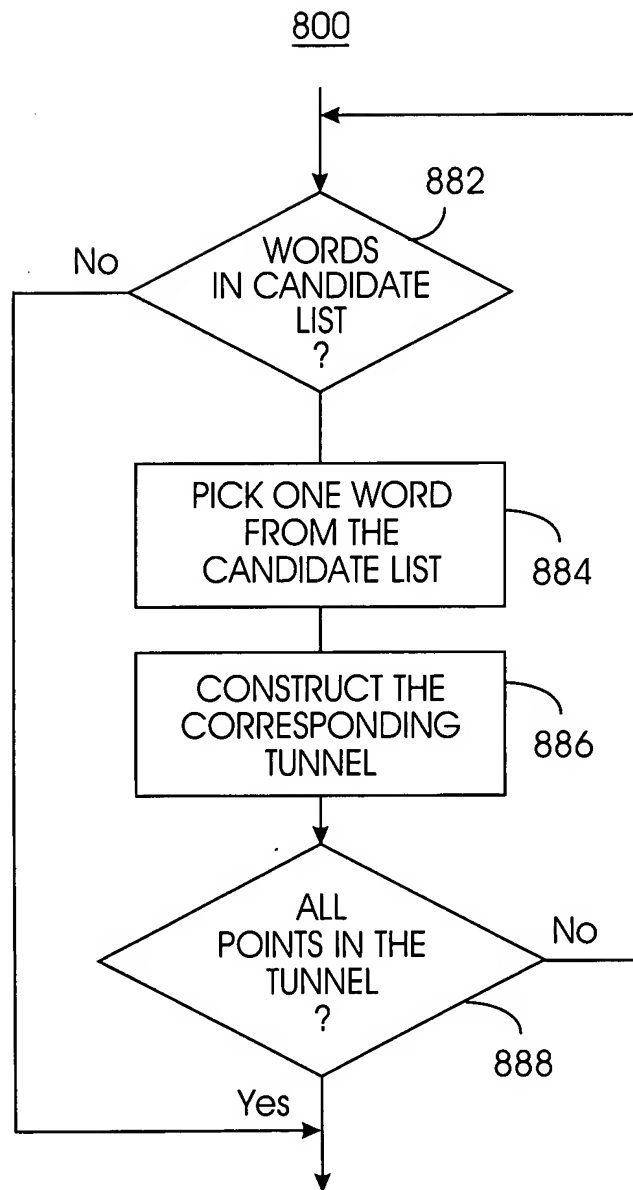 800
882
WORDS
No
IN CANDIDATE
LIST
?
PICK ONE WORD
FROM THE
CANDIDATE LIST
884
CONSTRUCT THE
CORRESPONDING
TUNNEL
886
ALL
POINTS IN THE
No
TUNNEL
?
888
Yes